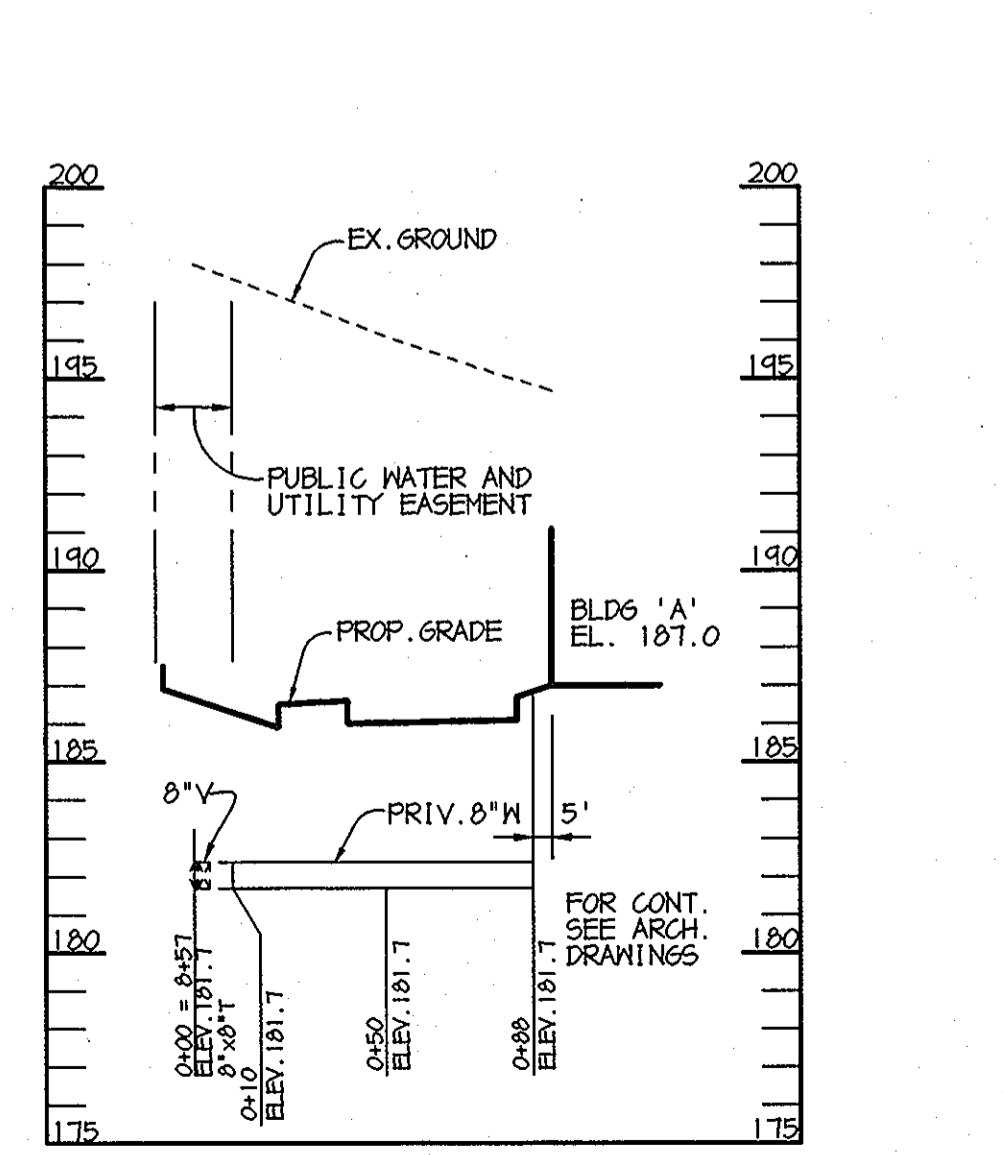 200
200
EX. GROUND
195
195
PUBLIC WATER AND
UTILITY EASEMENT
190
190
BLDG 'A'
EL. 187.0
PROP. GRADE
185
185
8"V
PRIV. 8"W
5'
FOR CONT.
SEE ARCH.
DRAWINGS
180
180
0+00 = 8+57
ELEV. 181.7
8"x8"T
0+10
ELEV. 181.7
0+50
ELEV. 181.7
0+88
ELEV. 181.7
175
175